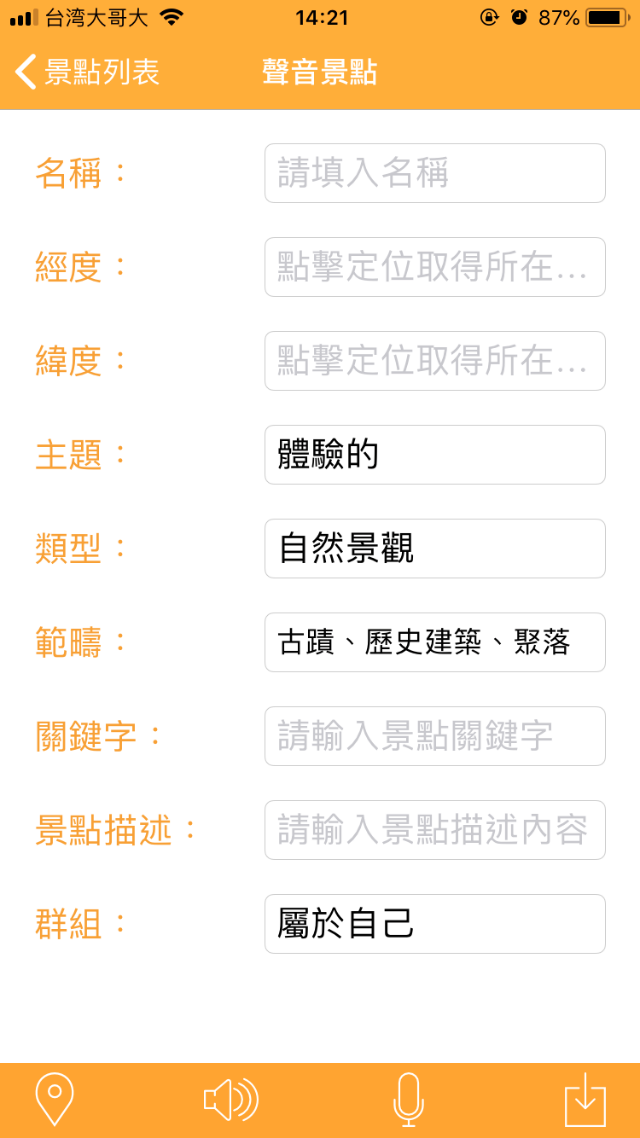 台湾大哥大 14:21 87%
景點列表 聲音景點
名稱： 請填入名稱
經度： 點擊定位取得所在...
緯度： 點擊定位取得所在...
主題： 體驗的
類型： 自然景觀
範疇： 古蹟、歷史建築、聚落
關鍵字： 請輸入景點關鍵字
景點描述： 請輸入景點描述內容
群組： 屬於自己